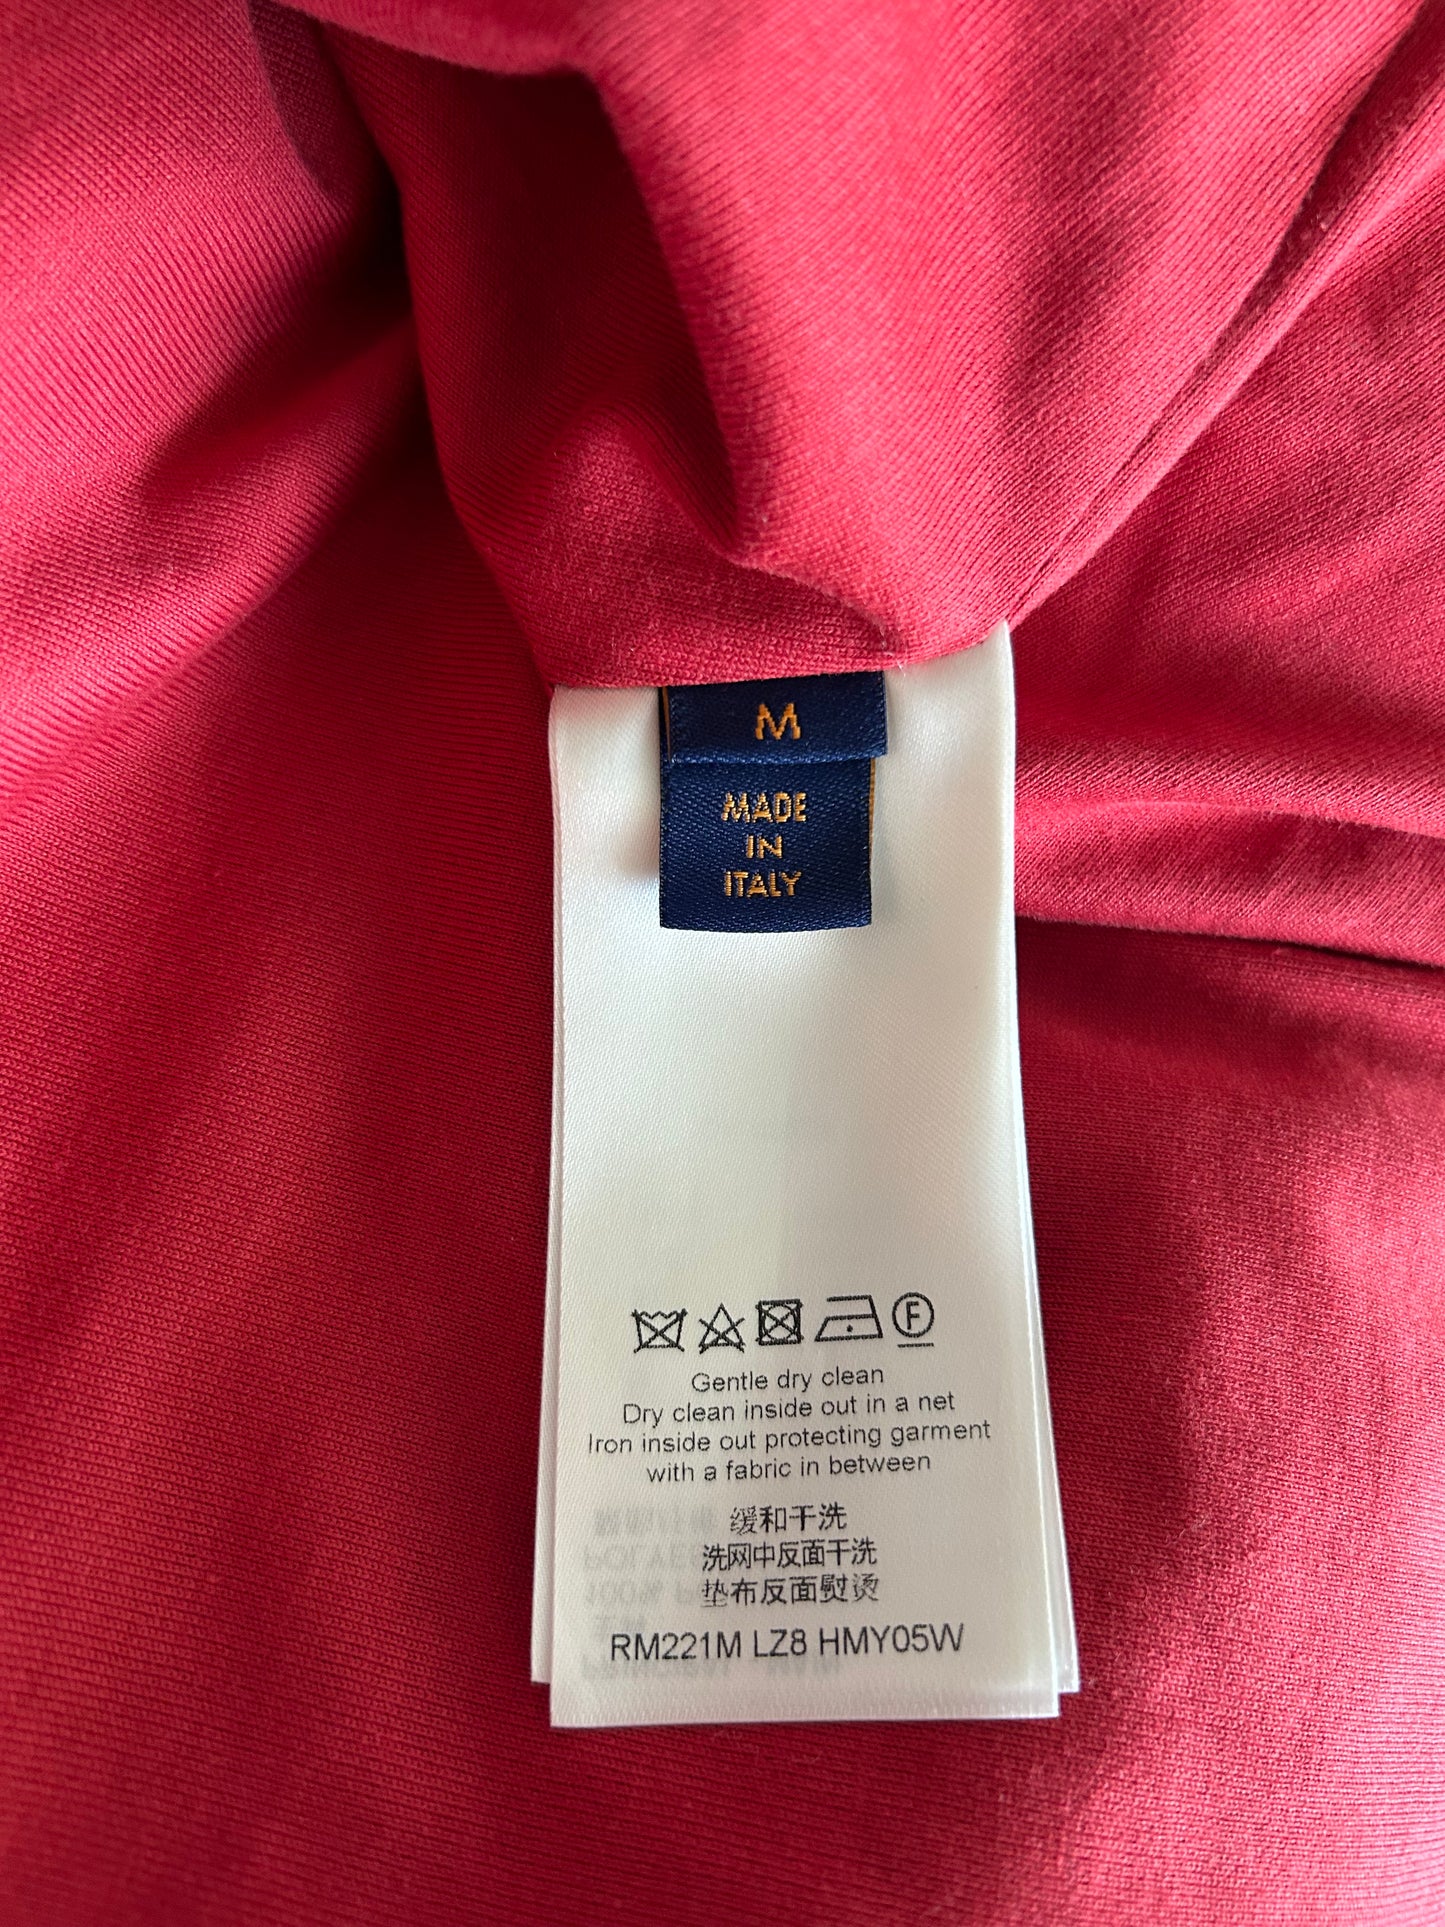 M
MADE
IN
ITALY
F
Gentle dry clean
Dry clean inside out in a net
Iron inside out protecting garment
with a fabric in between
缓和干洗
洗网中反面干洗
垫布反面熨烫
RM221M LZ8 HMY05W